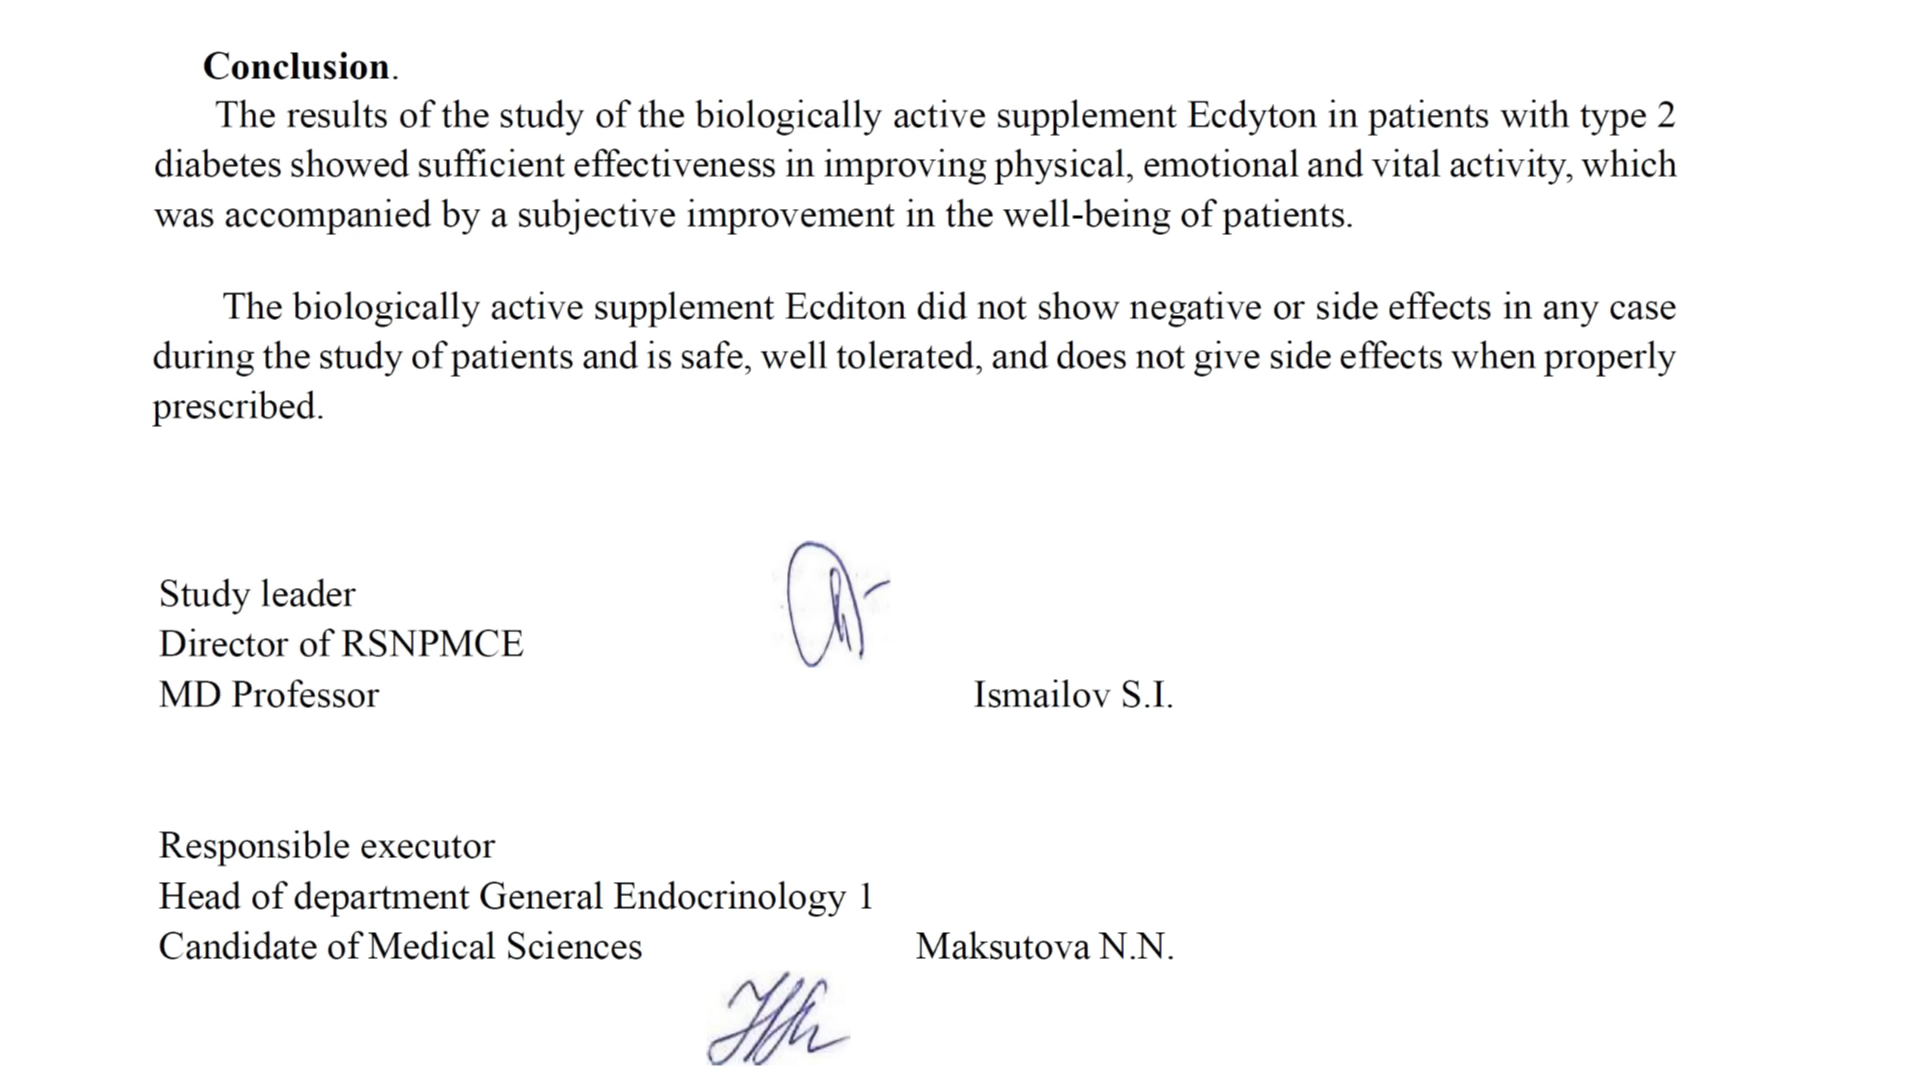 Conclusion.
The results of the study of the biologically active supplement Ecdyton in patients with type 2
diabetes showed sufficient effectiveness in improving physical, emotional and vital activity, which
was accompanied by a subjective improvement in the well-being of patients.
The biologically active supplement Ecditon did not show negative or side effects in any case
during the study of patients and is safe, well tolerated, and does not give side effects when properly
prescribed.
Study leader
Director of RSNPMCE
MD Professor Ismailov S.I.
Responsible executor
Head of department General Endocrinology 1
Candidate of Medical Sciences Maksutova N.N.